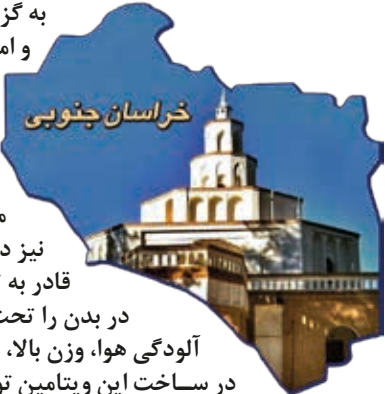 به گز
و ام
خراسان جنوبی
نیز د
قادر به
در بدن را تحت
آلودگی هوا، وزن بالا،
در ساخت این ویتامین تو